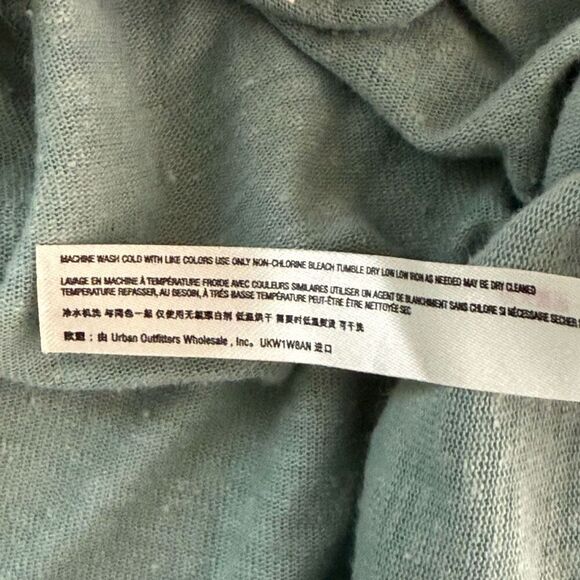 MACHINE WASH COLD WITH LIKE COLORS USE ONLY NON-CHLORINE BLEACH TUMBLE DRY LOW LOW IRON AS NEEDED MAY BE DRY CLEANED
LAVAGE EN MACHINE À TEMPÉRATURE FROIDE AVEC COULEURS SIMILAIRES UTILISER UN AGENT DE BLANCHIMENT SANS CHLORE SI NÉCESSAIRE SÉCHER
TEMPERATURE REPASSER, AU BESOIN, À TRÈS BASSE TEMPÉRATURE PEUT-ÊTRE ÊTRE NETTOYÉE SEC
冷水机洗 与同色一起 仅使用无氯漂白剂 低温烘干 需要时低温熨烫 可干洗
欧盟：由 Urban Outfitters Wholesale , Inc。 UKW1W8AN 进口